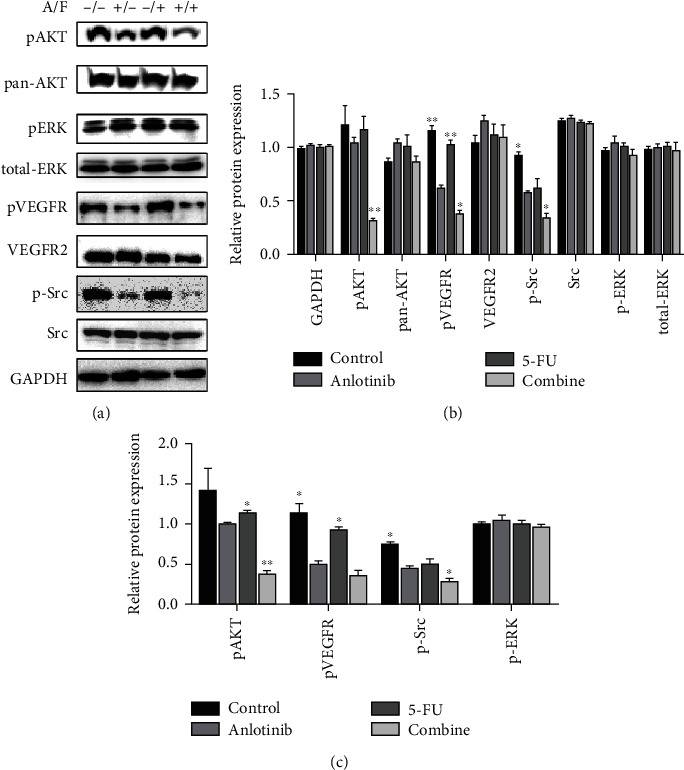 A/F −/− +/− −/+ +/+
pAKT
pan-AKT
pERK
total-ERK
pVEGFR
VEGFR2
p-Src
Src
GAPDH
(a)
Relative protein expression
1.5
1.0
0.5
0.0
** ** ** * * *
GAPDH pAKT pan-AKT pVEGFR VEGFR2 p-Src Src p-ERK total-ERK
Control 5-FU
Anlotinib Combine
(b)
Relative protein expression
2.0
1.5
1.0
0.5
0.0
* ** * * * *
pAKT pVEGFR p-Src p-ERK
Control 5-FU
Anlotinib Combine
(c)